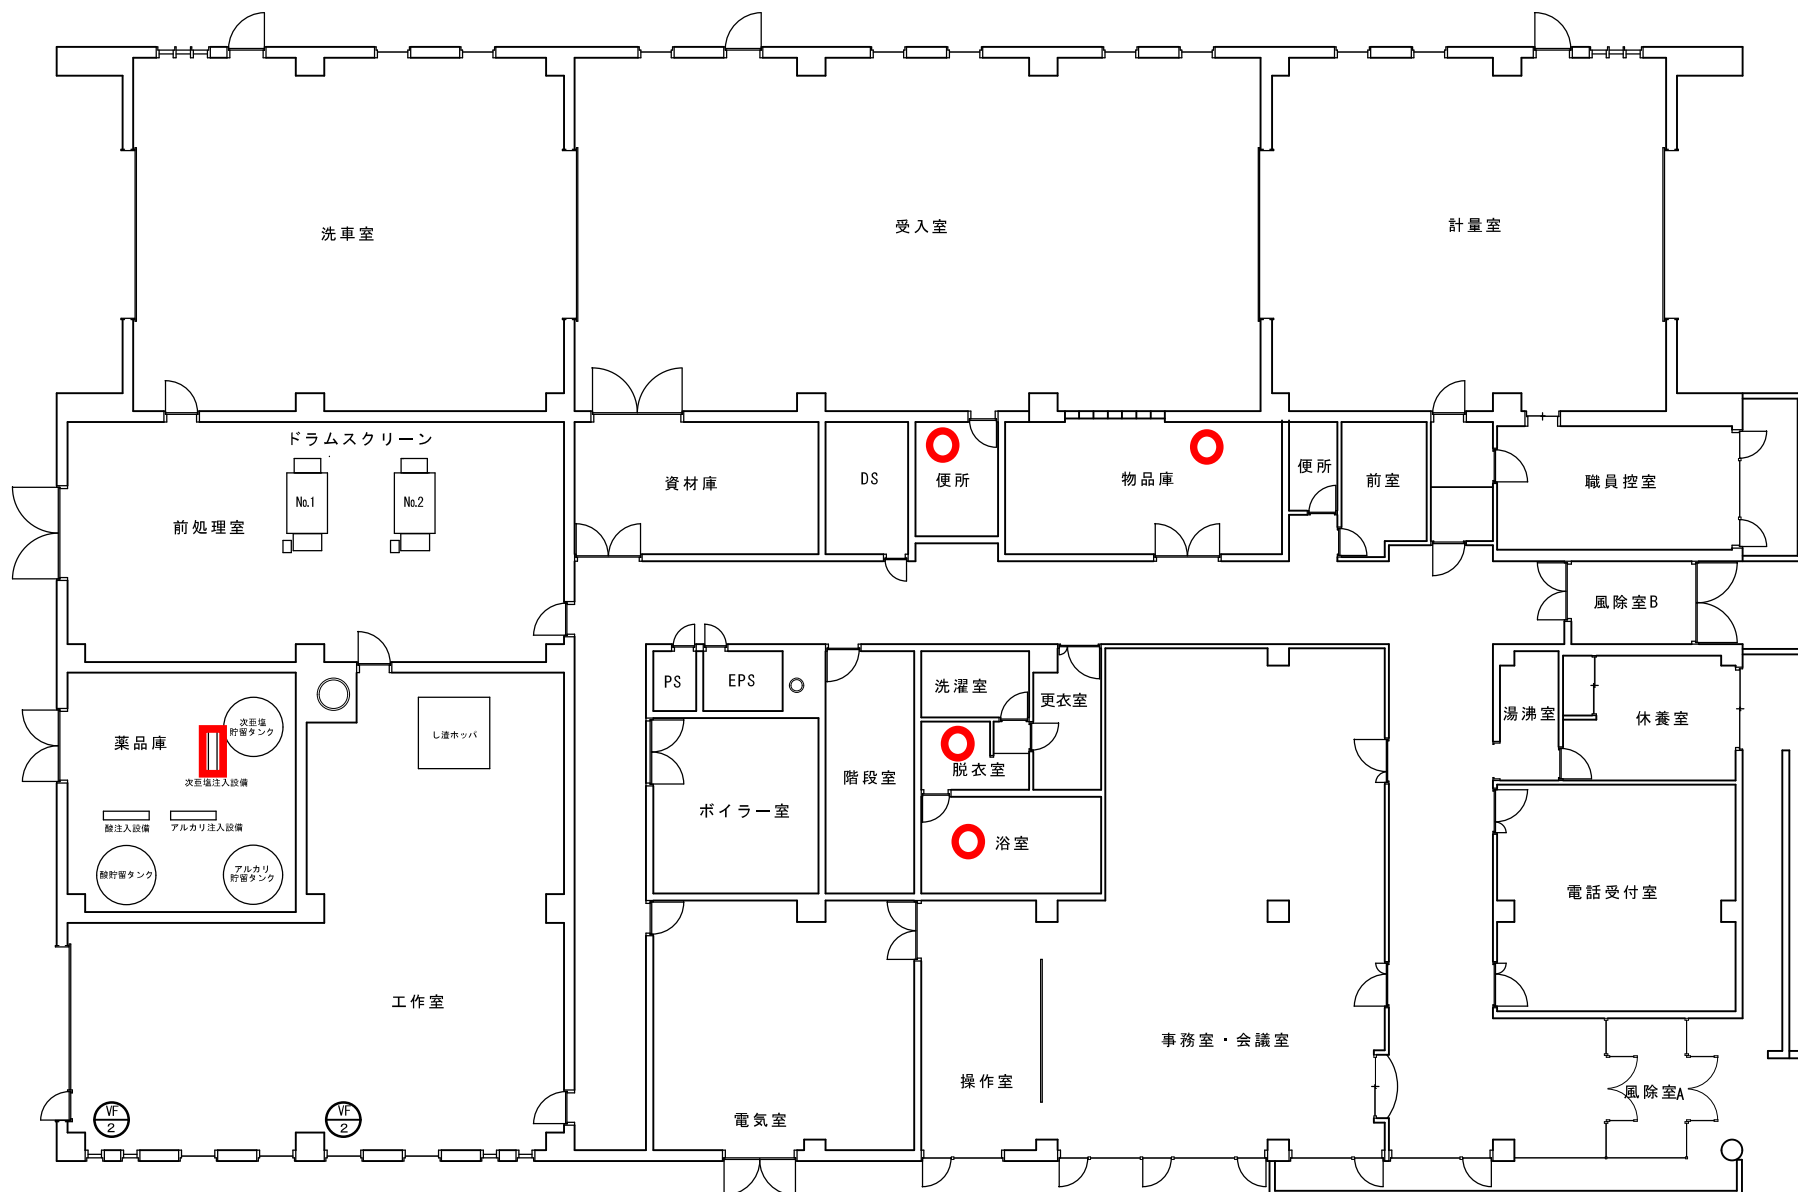 洗車室
受入室
計量室
ドラムスクリーン
No.1
No.2
前処理室
資材庫
DS
便所
物品庫
便所
前室
職員控室
風除室B
PS
EPS
洗濯室
更衣室
湯沸室
休養室
薬品庫
次亜塩
貯留タンク
し渣ホッパ
次亜塩注入設備
脱衣室
階段室
ボイラー室
酸注入設備
アルカリ注入設備
浴室
酸貯留タンク
アルカリ
貯留タンク
電話受付室
工作室
事務室・会議室
操作室
風除室A
電気室
VF
2
VF
2